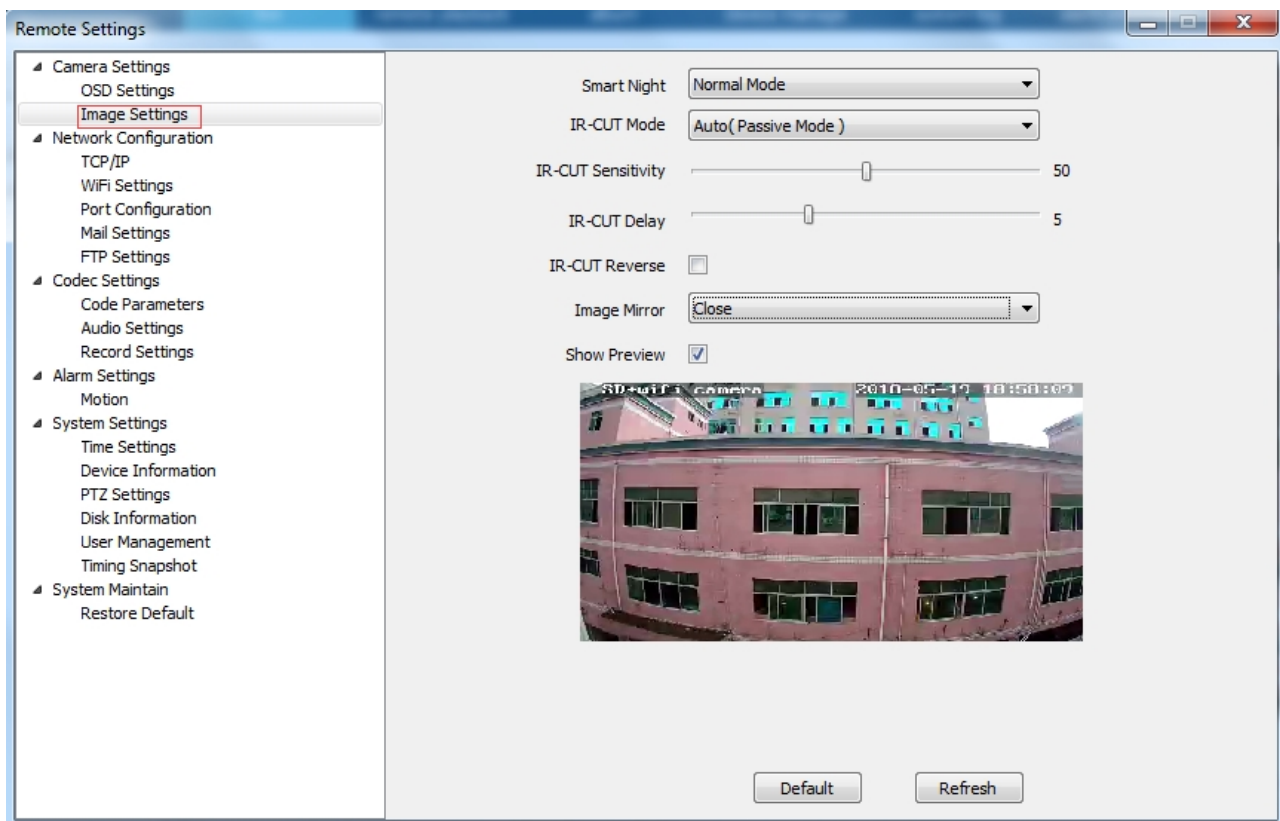 Remote Settings
Camera Settings
OSD Settings
Image Settings
Network Configuration
TCP/IP
WiFi Settings
Port Configuration
Mail Settings
FTP Settings
Codec Settings
Code Parameters
Audio Settings
Record Settings
Alarm Settings
Motion
System Settings
Time Settings
Device Information
PTZ Settings
Disk Information
User Management
Timing Snapshot
System Maintain
Restore Default
Smart Night Normal Mode
IR-CUT Mode Auto( Passive Mode )
IR-CUT Sensitivity 50
IR-CUT Delay 5
IR-CUT Reverse
Image Mirror Close
Show Preview
SD+wifi camera
Default Refresh